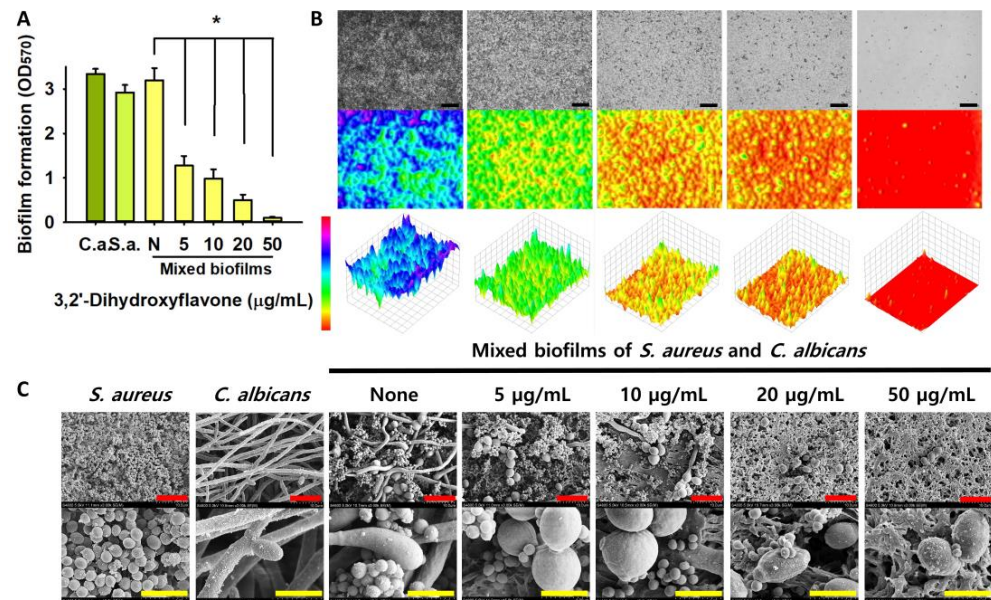 A
B
*
Biofilm formation (OD570)
3
2
1
0
C.a
S.a.
N
5
10
20
50
Mixed biofilms
3,2'-Dihydroxyflavone (μg/mL)
Mixed biofilms of S. aureus and C. albicans
C
S. aureus
C. albicans
None
5 μg/mL
10 μg/mL
20 μg/mL
50 μg/mL